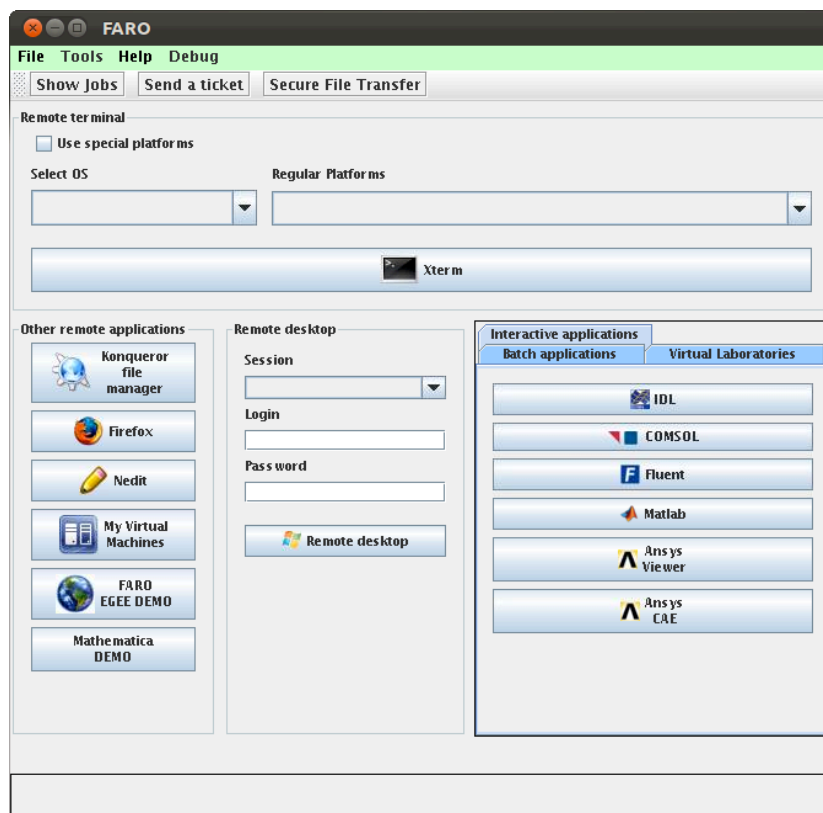 FARO
File Tools Help Debug
Show Jobs Send a ticket Secure File Transfer
Remote terminal
Use special platforms
Select OS Regular Platforms
Xterm
Other remote applications
Konqueror
file
manager
Firefox
Nedit
My Virtual
Machines
FARO
EGEE DEMO
Mathematica
DEMO
Remote desktop
Session
Login
Password
Remote desktop
Interactive applications
Batch applications Virtual Laboratories
IDL
COMSOL
Fluent
Matlab
Ansys
Viewer
Ansys
CAE